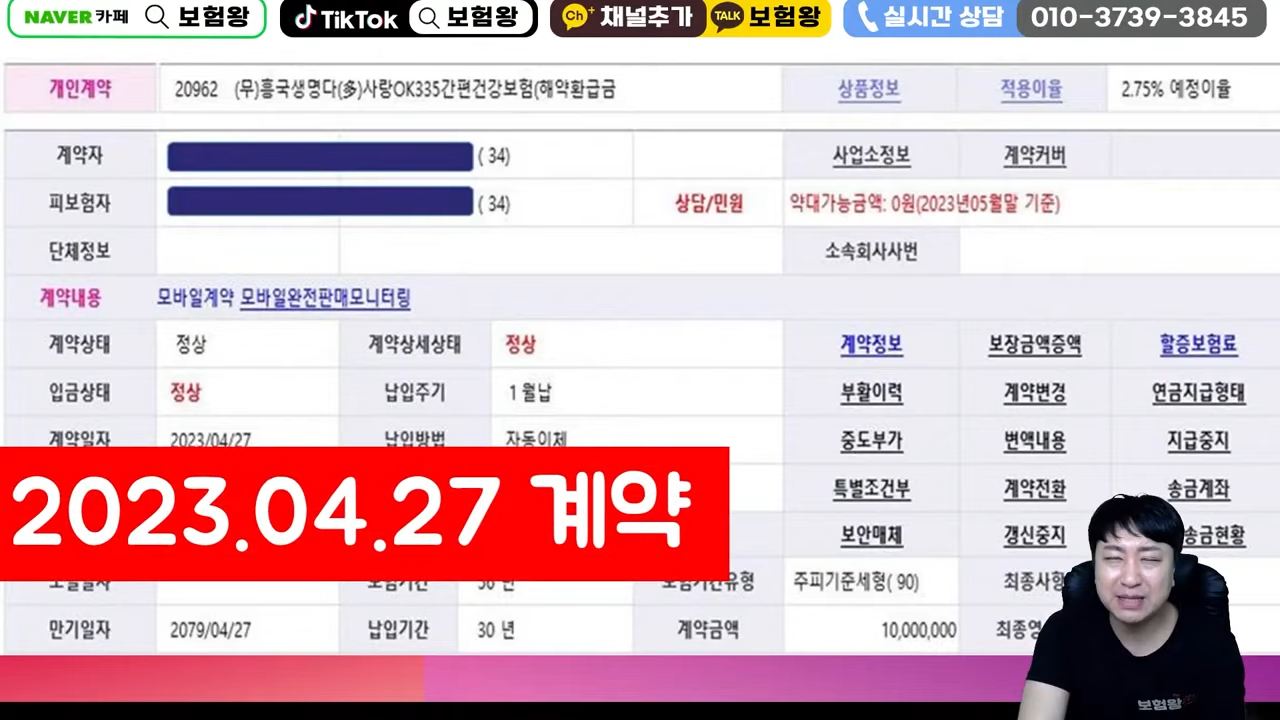 NAVER 카페 보험왕 TikTok 보험왕 Ch+ 채널추가 TALK 보험왕 실시간 상담 010-3739-3845
개인계약 20962 (무)흥국생명다(多)사랑OK335간편건강보험(해약환급금 상품정보 적용이율 2.75% 예정이율
계약자 ( 34) 사업소정보 계약커버
피보험자 ( 34) 상담/민원 약대가능금액: 0원(2023년05월말 기준)
단체정보 소속회사사번
계약내용 모바일계약 모바일완전판매모니터링
계약상태 정상 계약상세상태 정상 계약정보 보장금액증액 할증보험료
입금상태 정상 납입주기 1 월납 부활이력 계약변경 연금지급형태
계약일자 2023/04/27 납입방법 자동이체 중도부가 변액내용 지급중지
2023.04.27 계약
특별조건부 계약전환 송금계좌
보안매체 갱신중지 송금현황
보험기간유형 주피기준세형( 90) 최종사항
만기일자 2079/04/27 납입기간 30 년 계약금액 10,000,000 최종영
보험왕